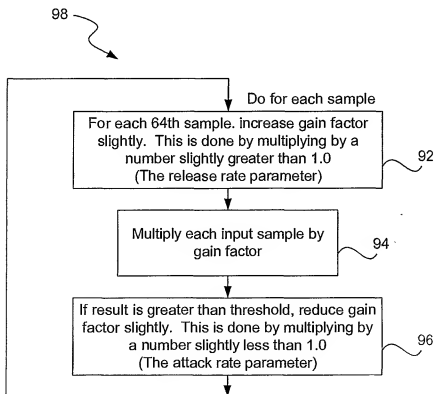 98
Do for each sample
For each 64th sample. increase gain factor
slightly. This is done by multiplying by a
number slightly greater than 1.0
(The release rate parameter)
92
Multiply each input sample by
gain factor
94
If result is greater than threshold, reduce gain
factor slightly. This is done by multiplying by
a number slightly less than 1.0
(The attack rate parameter)
96